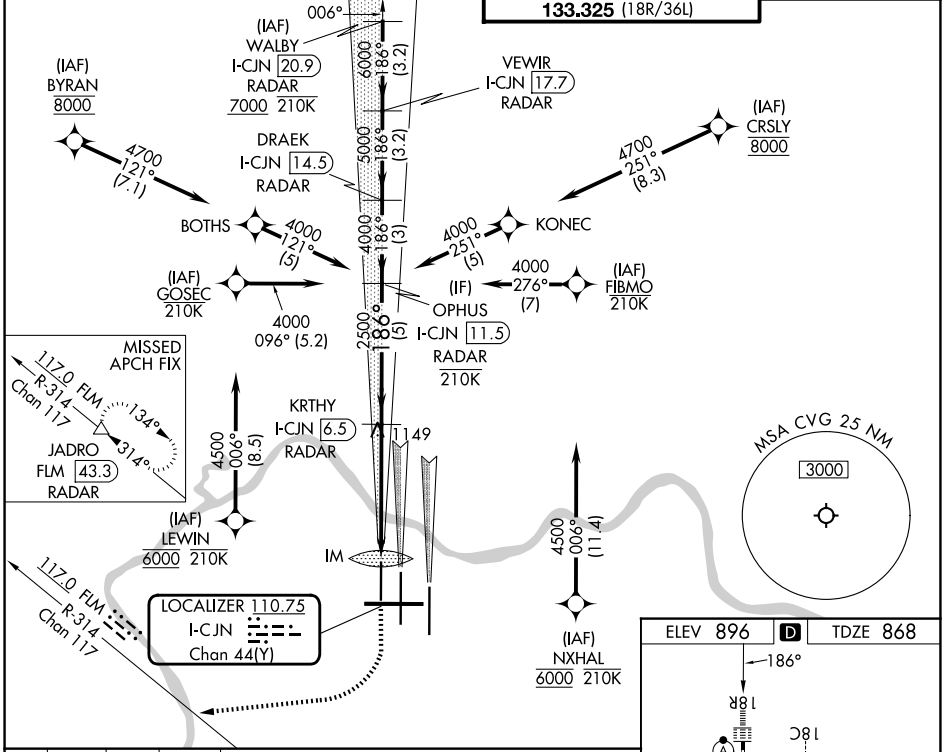 133.325 (18R/36L)
006°
(IAF)
WALBY
I-CJN 20.9
RADAR
7000 210K
6000
186°
(3.2)
VEWIR
I-CJN 17.7
RADAR
(IAF)
BYRAN
8000
(IAF)
CRSLY
8000
DRAEK
I-CJN 14.5
RADAR
5000
186°
(3.2)
4700
121°
(7.1)
4700
251°
(8.3)
BOTHS
4000
121°
(5)
4000
186°
(3)
4000
251°
(5)
KONEC
(IAF)
GOSEC
210K
4000
096° (5.2)
(IF)
OPHUS
I-CJN 11.5
RADAR
210K
4000
276°
(7)
(IAF)
FIBMO
210K
2500
186°
(5)
MISSED
APCH FIX
117.0 FLM
R-314
Chan 117
134°
314°
JADRO
FLM 43.3
RADAR
4500
006°
(8.5)
KRTHY
I-CJN 6.5
RADAR
1149
MSA CVG 25 NM
3000
(IAF)
LEWIN
6000 210K
IM
4500
006°
(11.4)
117.0 FLM
R-314
Chan 117
LOCALIZER 110.75
I-CJN
Chan 44(Y)
(IAF)
NXHAL
6000 210K
ELEV 896 D TDZE 868
186°
18R
18C
A